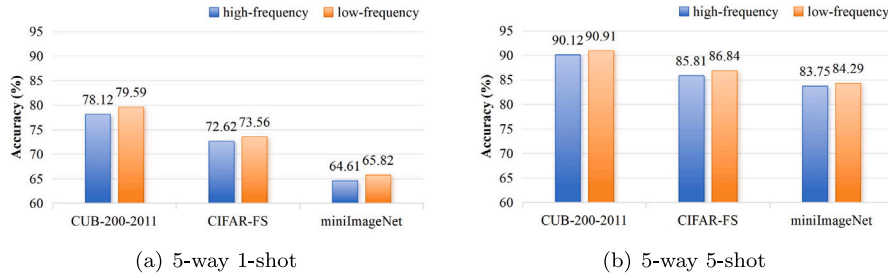 high-frequency low-frequency
95
90
85
80
75
70
65
60
Accuracy (%)
78.12 79.59
72.62 73.56
64.61 65.82
CUB-200-2011 CIFAR-FS miniImageNet
(a) 5-way 1-shot
high-frequency low-frequency
95
90
85
80
75
70
65
60
Accuracy (%)
90.12 90.91
85.81 86.84
83.75 84.29
CUB-200-2011 CIFAR-FS miniImageNet
(b) 5-way 5-shot